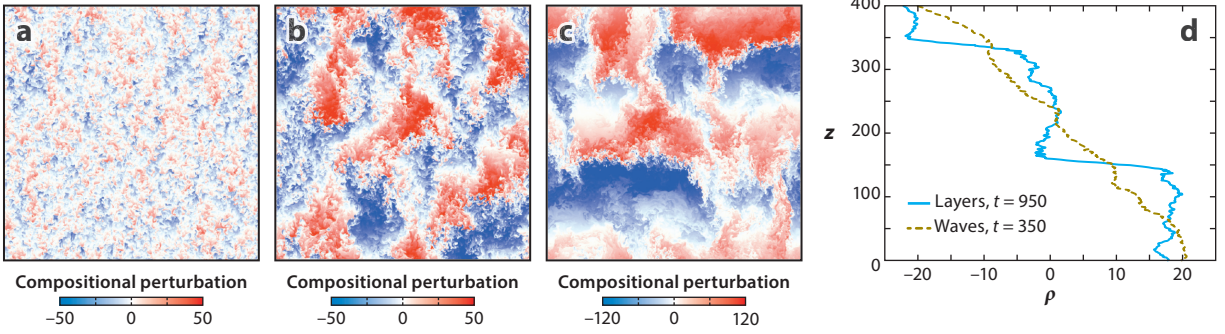 a
b
c
d
Compositional perturbation
−50 0 50
Compositional perturbation
−50 0 50
Compositional perturbation
−120 0 120
400
300
200
100
0
z
Layers, t = 950
Waves, t = 350
−20 −10 0 10 20
ρ